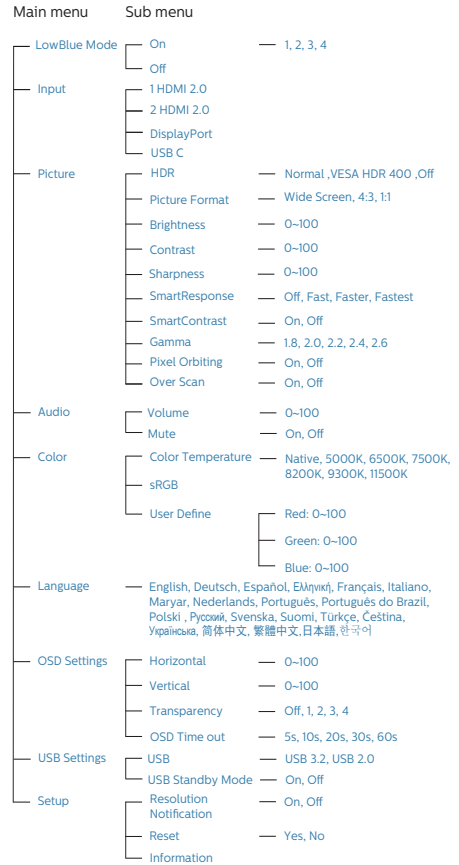 Main menu Sub menu
LowBlue Mode On 1, 2, 3, 4
Off
Input 1 HDMI 2.0
2 HDMI 2.0
DisplayPort
USB C
Picture HDR Normal ,VESA HDR 400 ,Off
Picture Format Wide Screen, 4:3, 1:1
Brightness 0~100
Contrast 0~100
Sharpness 0~100
SmartResponse Off, Fast, Faster, Fastest
SmartContrast On, Off
Gamma 1.8, 2.0, 2.2, 2.4, 2.6
Pixel Orbiting On, Off
Over Scan On, Off
Audio Volume 0~100
Mute On, Off
Color Color Temperature Native, 5000K, 6500K, 7500K,
8200K, 9300K, 11500K
sRGB
User Define Red: 0~100
Green: 0~100
Blue: 0~100
Language English, Deutsch, Español, Ελληνική, Français, Italiano,
Maryar, Nederlands, Português, Português do Brazil,
Polski , Русский, Svenska, Suomi, Türkçe, Čeština,
Українська, 简体中文, 繁體中文,日本語,한국어
OSD Settings Horizontal 0~100
Vertical 0~100
Transparency Off, 1, 2, 3, 4
OSD Time out 5s, 10s, 20s, 30s, 60s
USB Settings USB USB 3.2, USB 2.0
USB Standby Mode On, Off
Setup Resolution On, Off
Notification
Reset Yes, No
Information